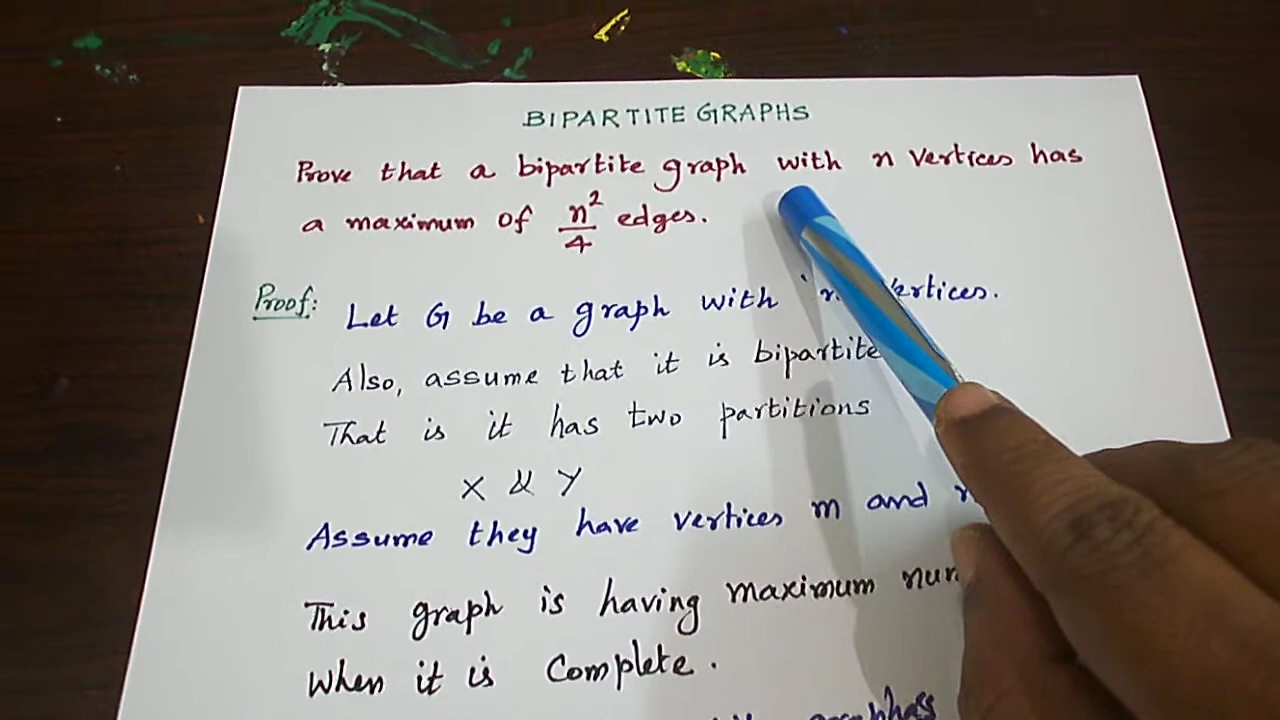 BIPARTITE GRAPHS
Prove that a bipartite graph with n vertices has
a maximum of n²/4 edges.
Proof: Let G be a graph with 'n
Also, assume that it is bipartite
That is it has two partitions
X & Y
Assume they have vertices m and
This graph is having maximum
When it is Complete.